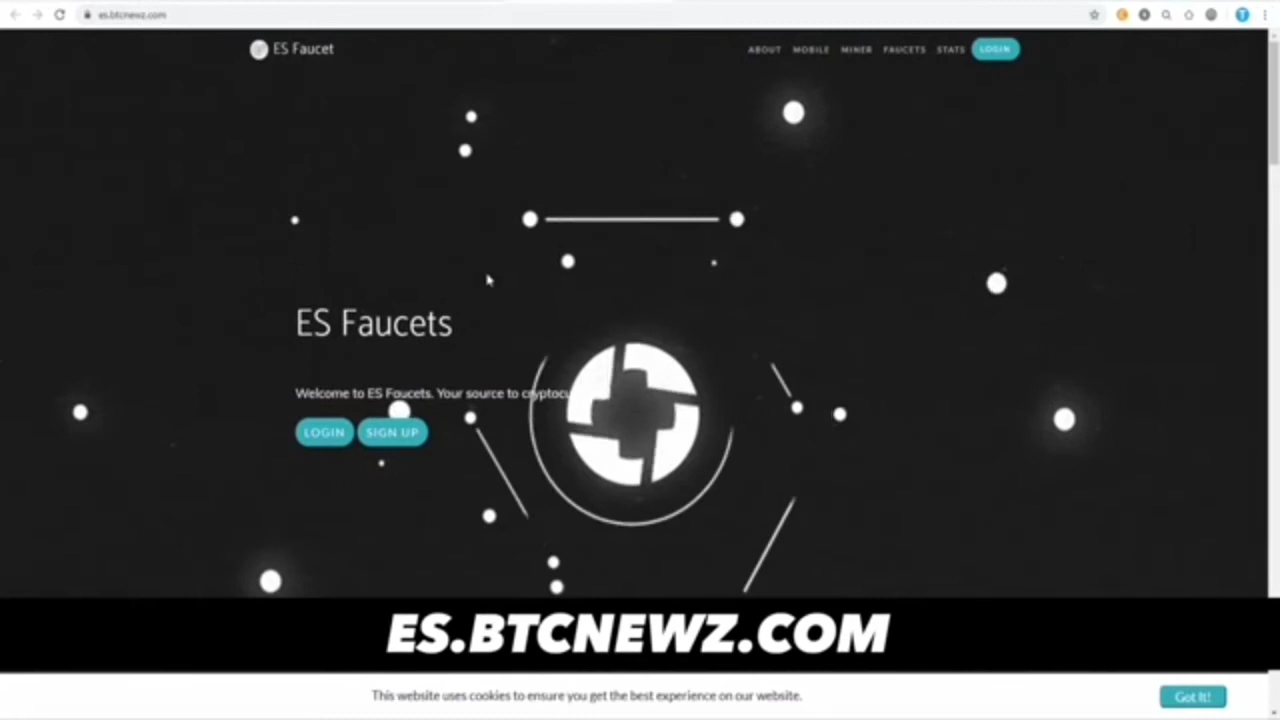 es.btcnewz.com
ES Faucet
ABOUT MOBILE MINER FAUCETS STATS LOGIN
ES Faucets
Welcome to ES Faucets. Your source to cryptocu
LOGIN SIGN UP
ES.BTCNEWZ.COM
This website uses cookies to ensure you get the best experience on our website.
Got It!